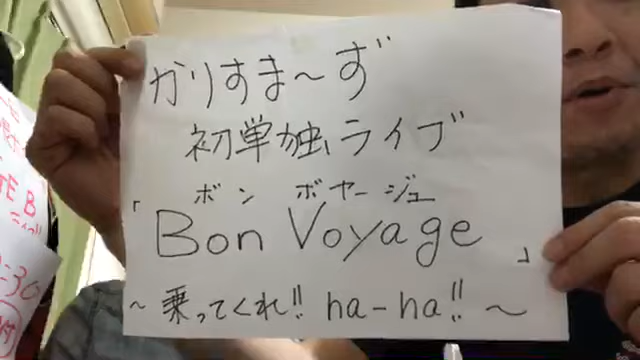 かりすま〜ず
初単独ライブ
ボン ボヤージュ
「Bon Voyage」
〜 乗ってくれ!! ha-ha!! 〜